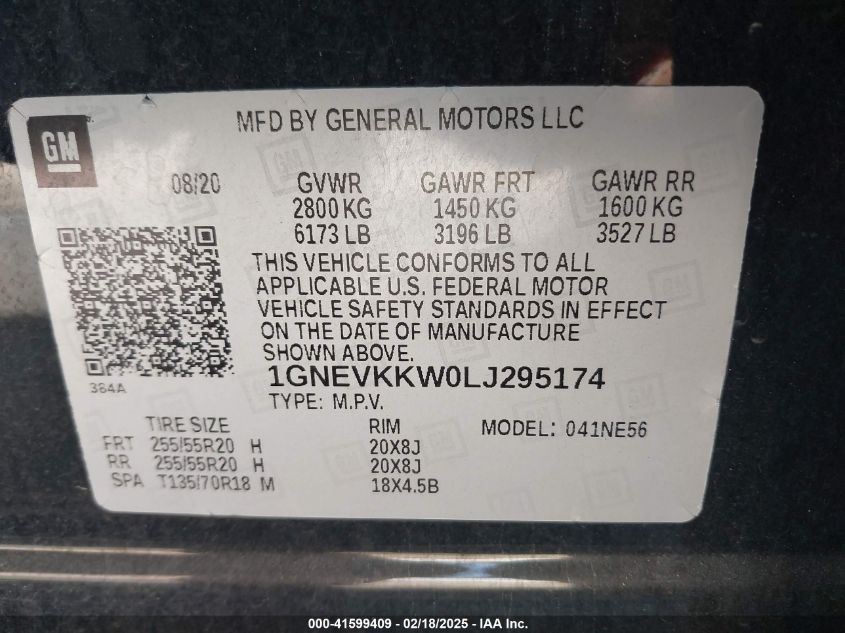 MFD BY GENERAL MOTORS LLC
GM
08/20 GVWR GAWR FRT GAWR RR
2800 KG 1450 KG 1600 KG
6173 LB 3196 LB 3527 LB
THIS VEHICLE CONFORMS TO ALL
APPLICABLE U.S. FEDERAL MOTOR
VEHICLE SAFETY STANDARDS IN EFFECT
ON THE DATE OF MANUFACTURE
SHOWN ABOVE.
384A
1GNEVKKW0LJ295174
TYPE: M.P.V.
TIRE SIZE RIM MODEL: 041NE56
FRT 255/55R20 H 20X8J
RR 255/55R20 H 20X8J
SPA T135/70R18 M 18X4.5B
000-41599409 - 02/18/2025 - IAA Inc.